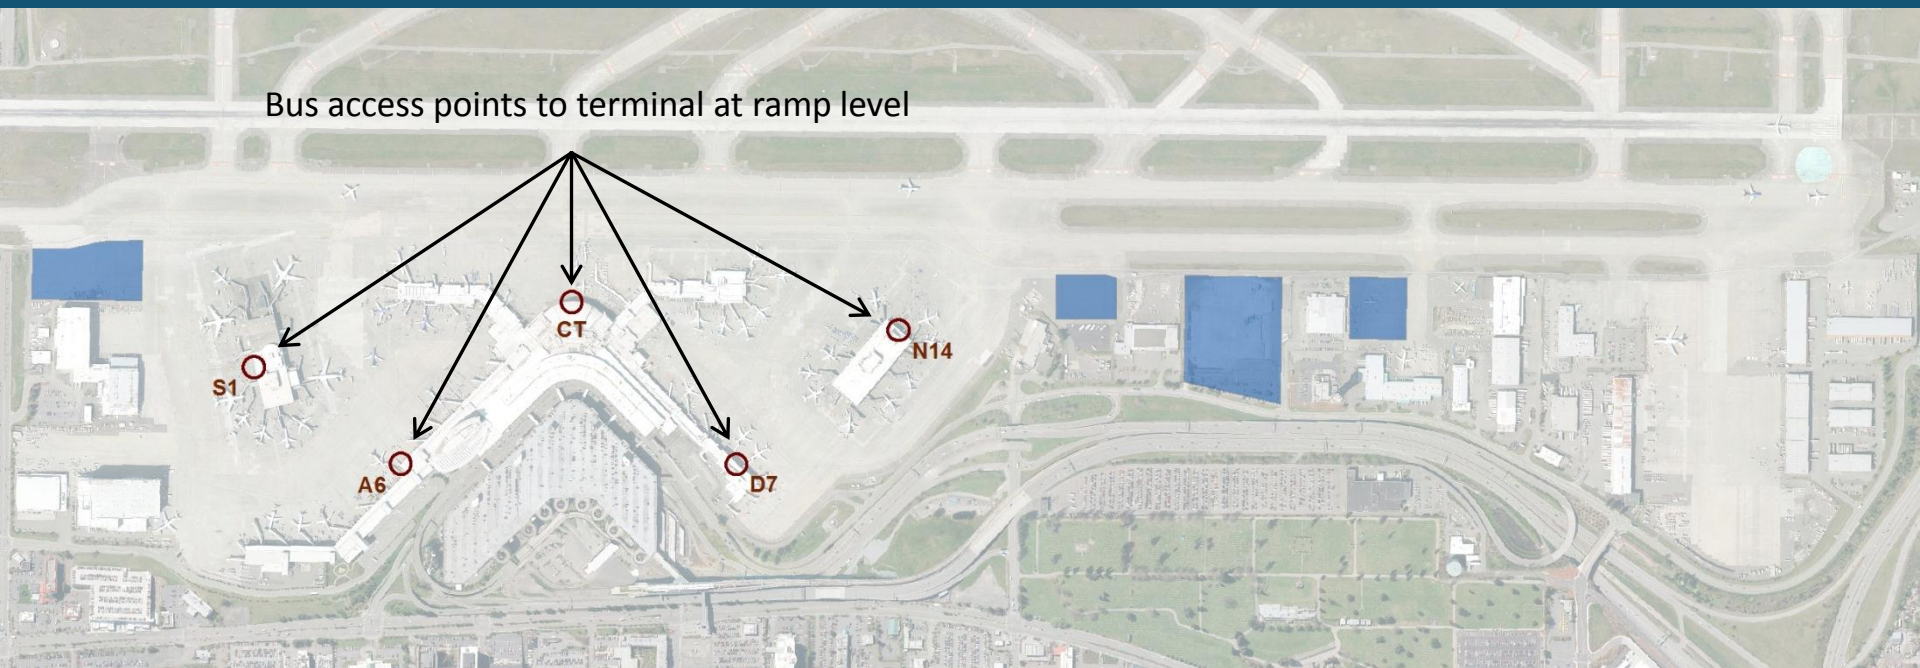 Bus access points to terminal at ramp level
CT
N14
S1
A6
D7